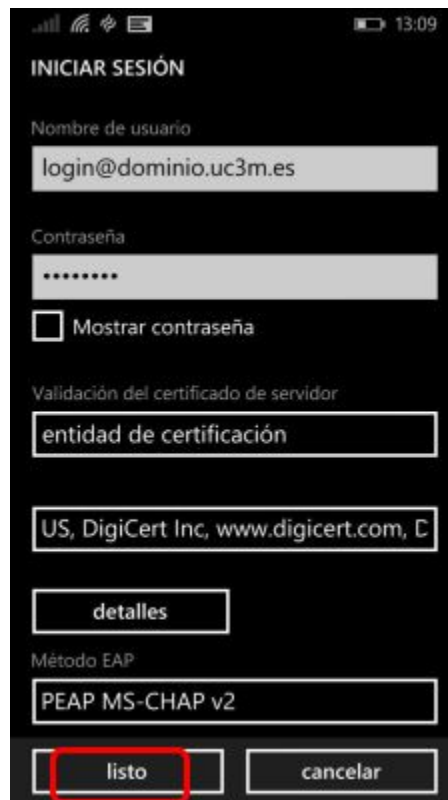 13:09
INICIAR SESIÓN
Nombre de usuario
login@dominio.uc3m.es
Contraseña
••••••••
Mostrar contraseña
Validación del certificado de servidor
entidad de certificación
US, DigiCert Inc, www.digicert.com, D
detalles
Método EAP
PEAP MS-CHAP v2
listo
cancelar